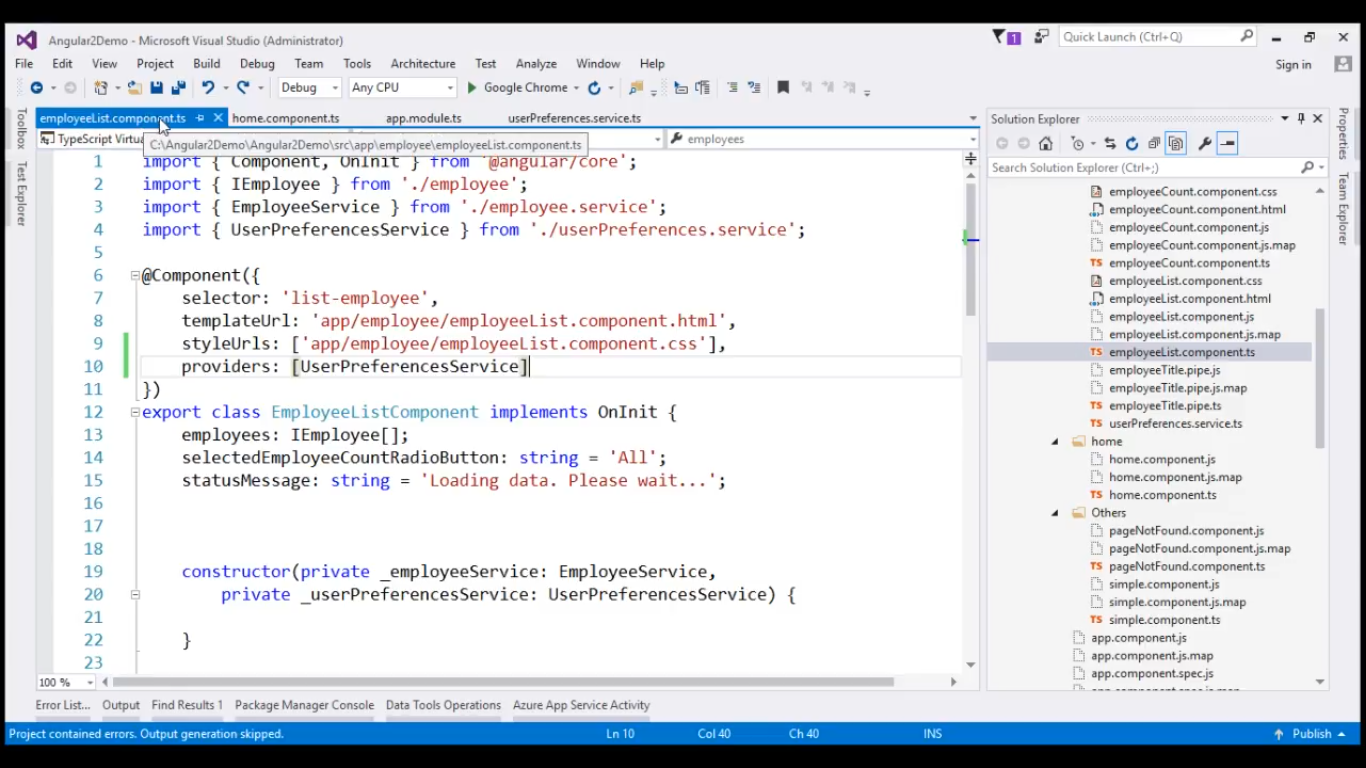 Angular2Demo - Microsoft Visual Studio (Administrator)
1
Quick Launch (Ctrl+Q)
File Edit View Project Build Debug Team Tools Architecture Test Analyze Window Help
Sign in
Debug Any CPU Google Chrome
Toolbox
Test Explorer
employeeList.component.ts home.component.ts app.module.ts userPreferences.service.ts
TypeScript Virtua employees
C:\Angular2Demo\Angular2Demo\src\app\employee\employeeList.component.ts
1 import { Component, OnInit } from '@angular/core';
2 import { IEmployee } from './employee';
3 import { EmployeeService } from './employee.service';
4 import { UserPreferencesService } from './userPreferences.service';
5
6 @Component({
7 selector: 'list-employee',
8 templateUrl: 'app/employee/employeeList.component.html',
9 styleUrls: ['app/employee/employeeList.component.css'],
10 providers: [UserPreferencesService]
11 })
12 export class EmployeeListComponent implements OnInit {
13 employees: IEmployee[];
14 selectedEmployeeCountRadioButton: string = 'All';
15 statusMessage: string = 'Loading data. Please wait...';
16
17
18
19 constructor(private _employeeService: EmployeeService,
20 private _userPreferencesService: UserPreferencesService) {
21
22 }
23
100 %
Solution Explorer
Search Solution Explorer (Ctrl+;)
employeeCount.component.css
employeeCount.component.html
employeeCount.component.js
employeeCount.component.js.map
TS employeeCount.component.ts
employeeList.component.css
employeeList.component.html
employeeList.component.js
employeeList.component.js.map
TS employeeList.component.ts
employeeTitle.pipe.js
employeeTitle.pipe.js.map
TS employeeTitle.pipe.ts
TS userPreferences.service.ts
home
home.component.js
home.component.js.map
TS home.component.ts
Others
pageNotFound.component.js
pageNotFound.component.js.map
TS pageNotFound.component.ts
simple.component.js
simple.component.js.map
TS simple.component.ts
app.component.js
app.component.js.map
app.component.spec.js
Properties
Team Explorer
Error List... Output Find Results 1 Package Manager Console Data Tools Operations Azure App Service Activity
Project contained errors. Output generation skipped. Ln 10 Col 40 Ch 40 INS Publish